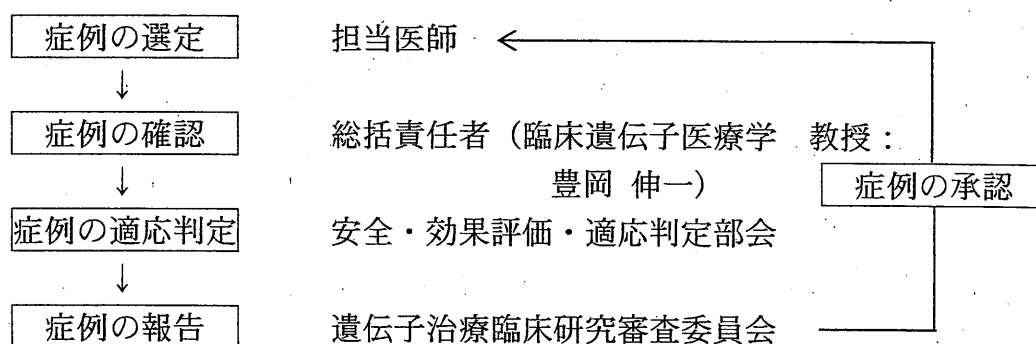 症例の選定 担当医師
症例の確認 総括責任者(臨床遺伝子医療学 教授:
豊岡 伸一)
症例の承認
症例の適応判定 安全・効果評価・適応判定部会
症例の報告 遺伝子治療臨床研究審査委員会